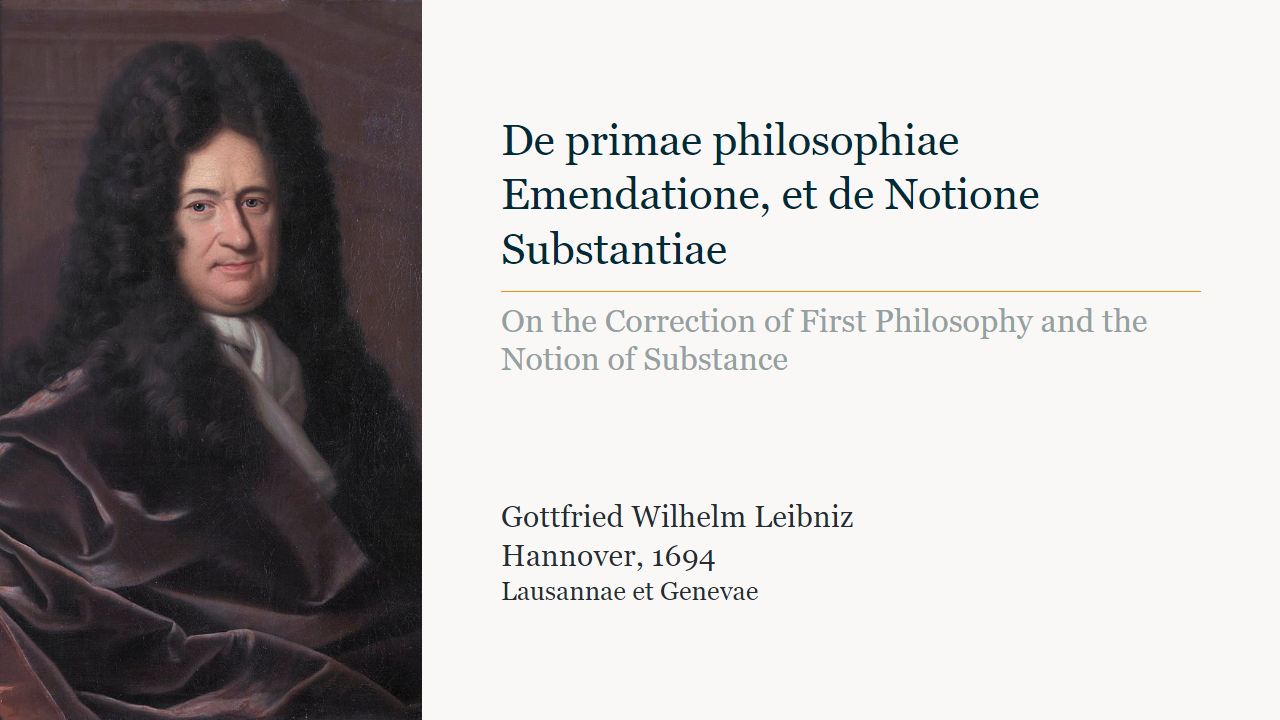 De primae philosophiae
Emendatione, et de Notione
Substantiae
On the Correction of First Philosophy and the
Notion of Substance
Gottfried Wilhelm Leibniz
Hannover, 1694
Lausannae et Genevae